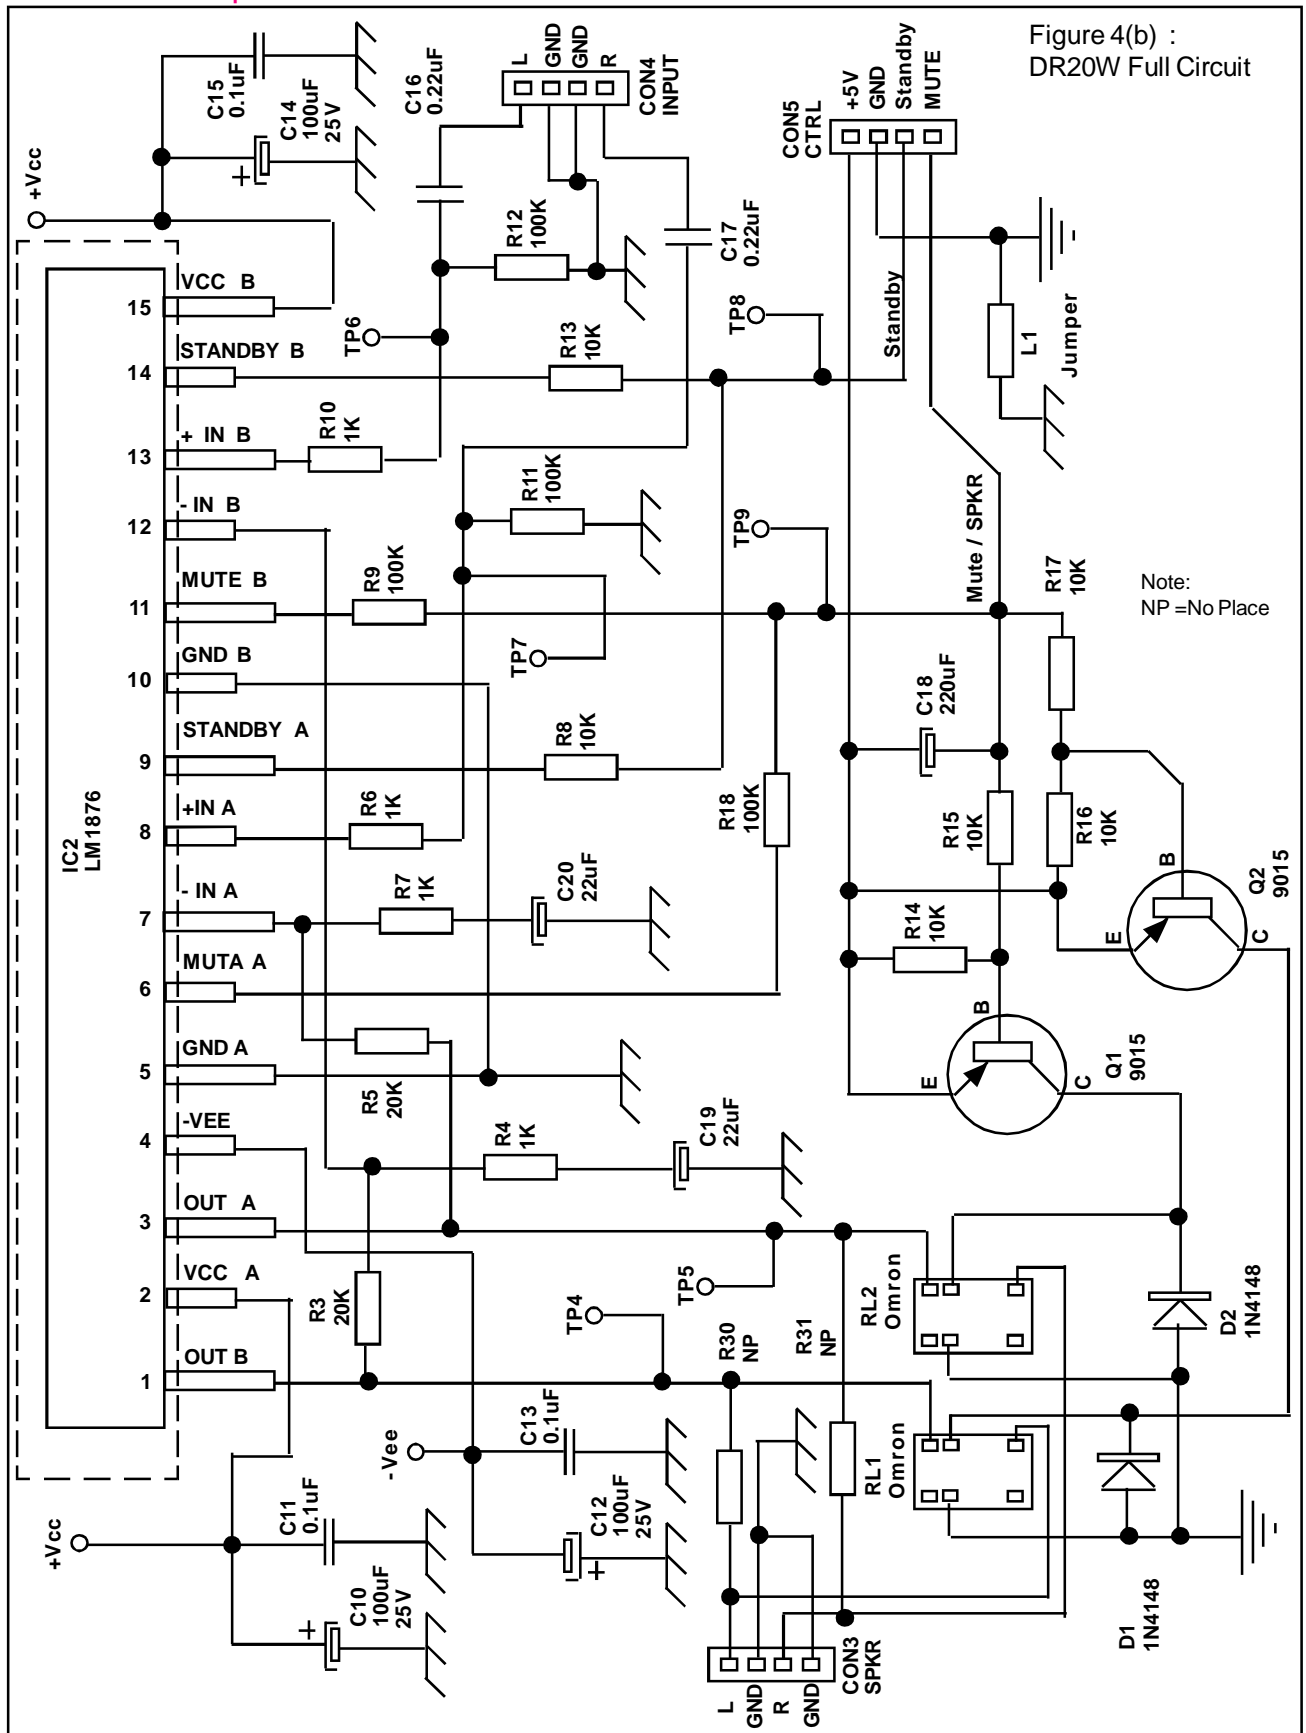 Figure 4(b) :
DR20W Full Circuit
+Vcc
C15
0.1uF
C14
100uF
25V
+
C16
0.22uF
L
GND
GND
R
CON4
INPUT
+5V
GND
Standby
MUTE
CON5
CTRL
R12
100K
C17
0.22uF
15
VCC B
TP6
TP8
Standby
L1
Jumper
14
STANDBY B
R13
10K
13
+ IN B
R10
1K
12
- IN B
R11
100K
TP9
Mute / SPKR
11
MUTE B
R9
100K
R17
10K
Note:
NP =No Place
10
GND B
TP7
C18
220uF
9
STANDBY A
R8
10K
R18
100K
R15
10K
R16
10K
IC2
LM1876
8
+IN A
R6
1K
7
- IN A
R7
1K
C20
22uF
R14
10K
B
E
C
Q2
9015
6
MUTA A
5
GND A
R5
20K
B
E
C
Q1
9015
4
-VEE
R4
1K
C19
22uF
3
OUT A
2
VCC A
R3
20K
TP4
TP5
R30
NP
R31
NP
RL2
Omron
D2
1N4148
1
OUT B
-Vee
C13
0.1uF
C12
100uF
25V
+
RL1
Omron
+Vcc
C11
0.1uF
C10
100uF
25V
+
L
GND
R
GND
CON3
SPKR
D1
1N4148